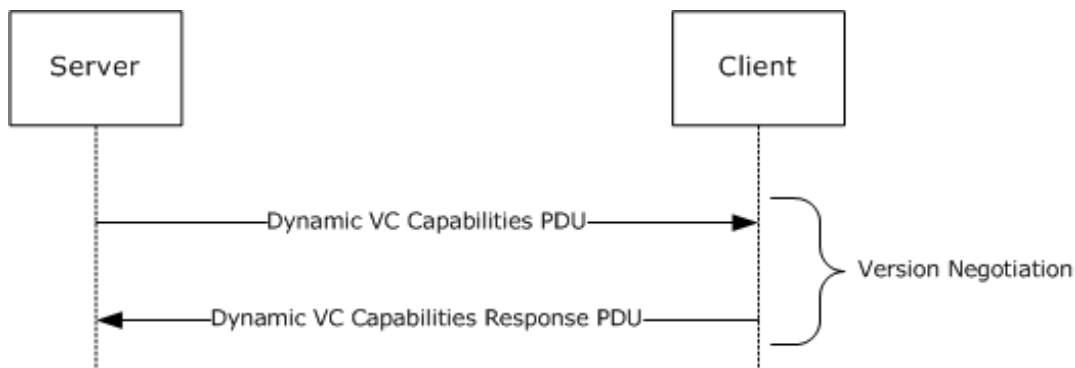 Server
Client
Dynamic VC Capabilities PDU
Version Negotiation
Dynamic VC Capabilities Response PDU